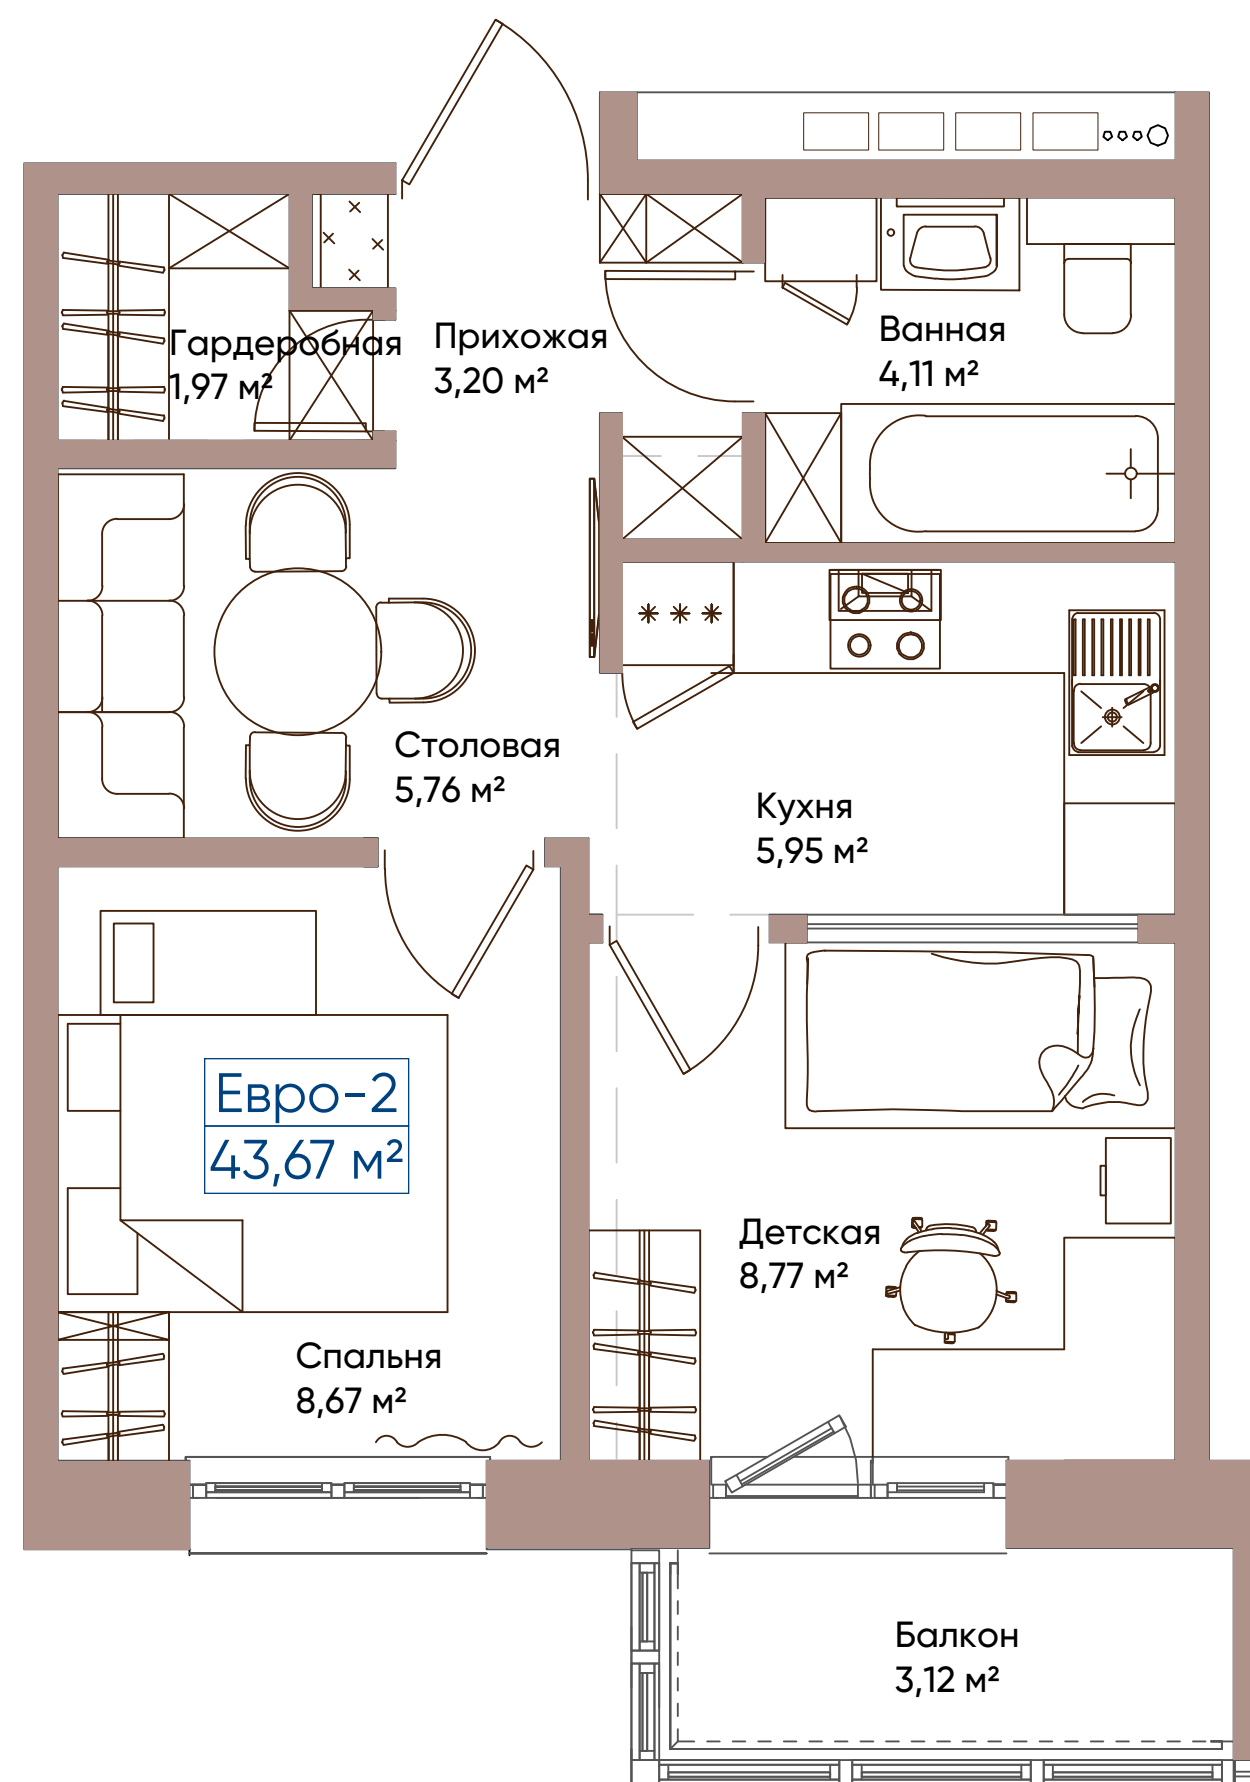 Гардеробная
1,97 м²
Прихожая
3,20 м²
Ванная
4,11 м²
Столовая
5,76 м²
Кухня
5,95 м²
Евро-2
43,67 м²
Детская
8,77 м²
Спальня
8,67 м²
Балкон
3,12 м²